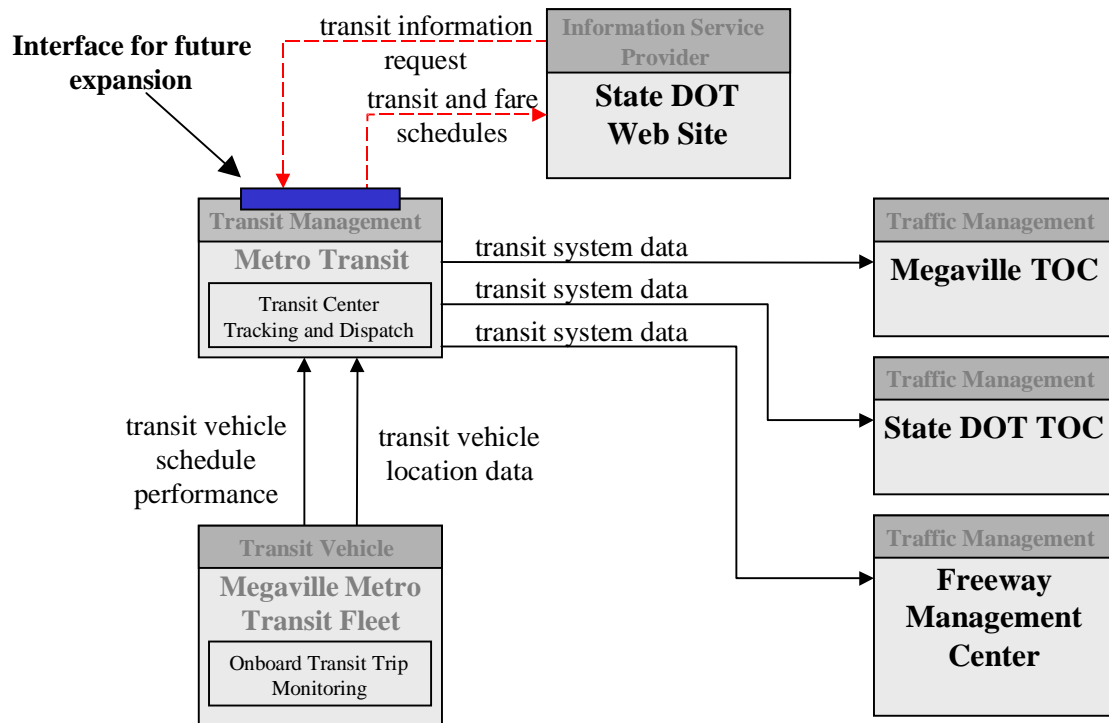 Interface for future
expansion
transit information
request
transit and fare
schedules
Information Service
Provider
State DOT
Web Site
Transit Management
Metro Transit
Transit Center
Tracking and Dispatch
transit system data
transit system data
transit system data
Traffic Management
Megaville TOC
Traffic Management
State DOT TOC
Traffic Management
Freeway
Management
Center
transit vehicle
schedule
performance
transit vehicle
location data
Transit Vehicle
Megaville Metro
Transit Fleet
Onboard Transit Trip
Monitoring